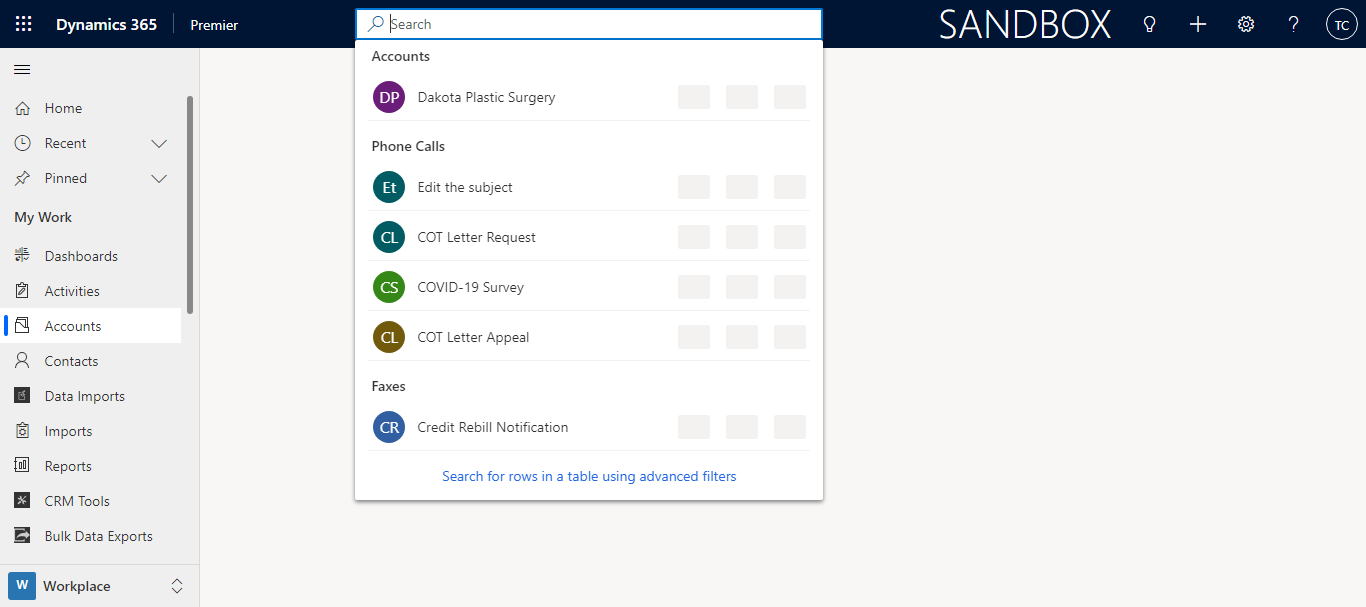 Dynamics 365
Premier
Search
SANDBOX
?
TC
Home
Recent
Pinned
My Work
Dashboards
Activities
Accounts
Contacts
Data Imports
Imports
Reports
CRM Tools
Bulk Data Exports
W
Workplace
Accounts
DP
Dakota Plastic Surgery
Phone Calls
Et
Edit the subject
CL
COT Letter Request
CS
COVID-19 Survey
CL
COT Letter Appeal
Faxes
CR
Credit Rebill Notification
Search for rows in a table using advanced filters